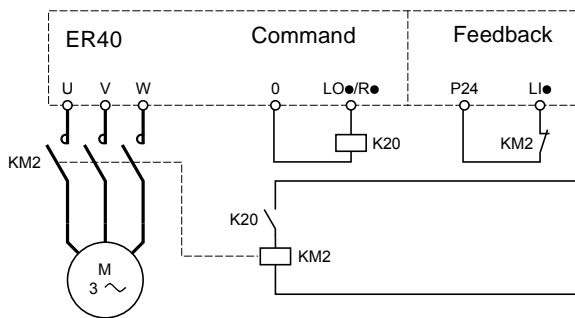 ER40 Command Feedback
U V W 0 LO●/R● P24 LI●
K20 KM2
KM2
K20
KM2
M
3 ~